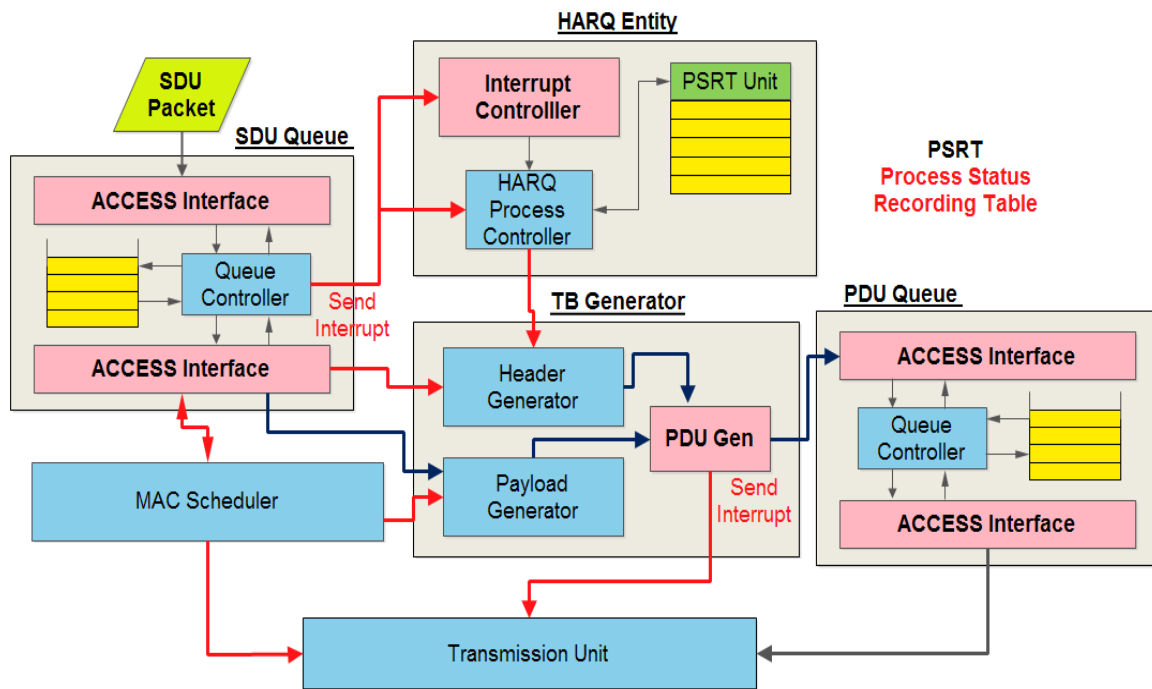 HARQ Entity
SDU
Packet
SDU Queue
ACCESS Interface
Queue
Controller
Send
Interrupt
ACCESS Interface
MAC Scheduler
Interrupt
Controlller
PSRT Unit
HARQ
Process
Controller
PSRT
Process Status
Recording Table
TB Generator
Header
Generator
Payload
Generator
PDU Gen
Send
Interrupt
PDU Queue
ACCESS Interface
Queue
Controller
ACCESS Interface
Transmission Unit